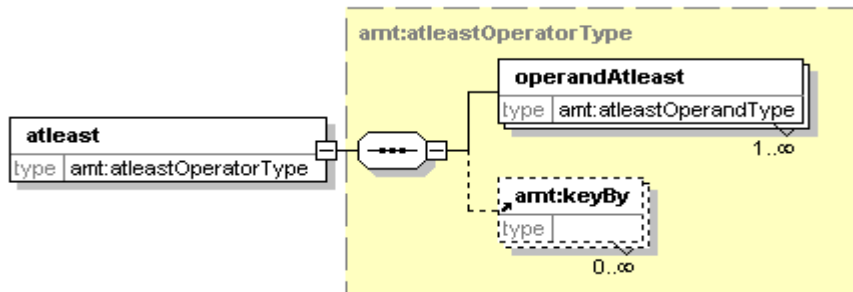 amt:atleastOperatorType
operandAtleast
type amt:atleastOperandType
1..∞
atleast
type amt:atleastOperatorType
amt:keyBy
type
0..∞